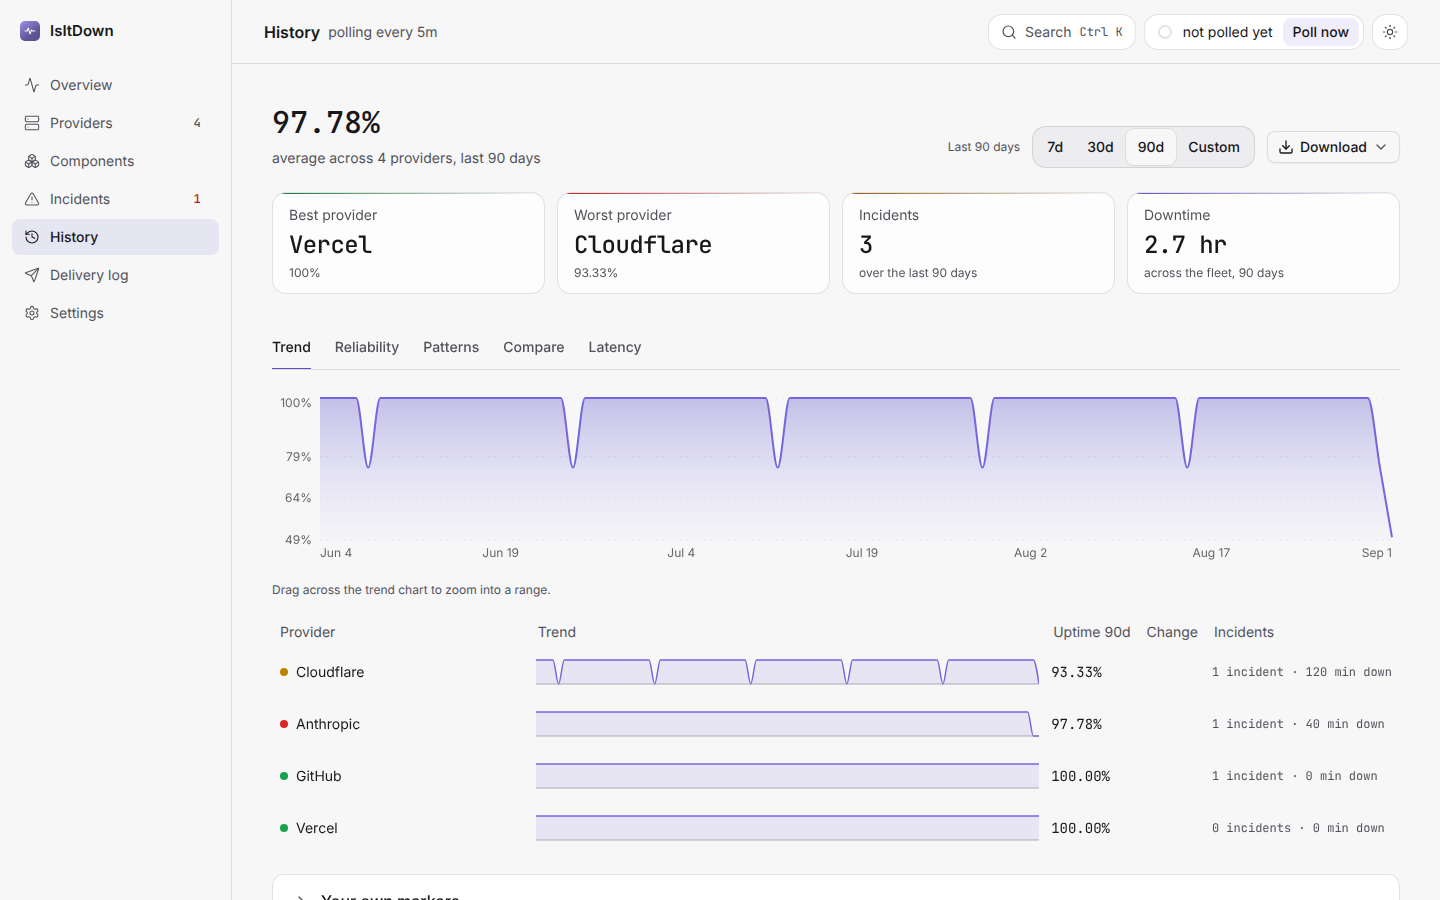 IsItDown
Overview
Providers 4
Components
Incidents 1
History
Delivery log
Settings
History polling every 5m
Search Ctrl K
not polled yet Poll now
97.78%
average across 4 providers, last 90 days
Last 90 days 7d 30d 90d Custom Download
Best provider
Vercel
100%
Worst provider
Cloudflare
93.33%
Incidents
3
over the last 90 days
Downtime
2.7 hr
across the fleet, 90 days
Trend Reliability Patterns Compare Latency
100%
79%
64%
49%
Jun 4 Jun 19 Jul 4 Jul 19 Aug 2 Aug 17 Sep 1
Drag across the trend chart to zoom into a range.
Provider Trend Uptime 90d Change Incidents
Cloudflare 93.33% 1 incident · 120 min down
Anthropic 97.78% 1 incident · 40 min down
GitHub 100.00% 1 incident · 0 min down
Vercel 100.00% 0 incidents · 0 min down
Your own markers